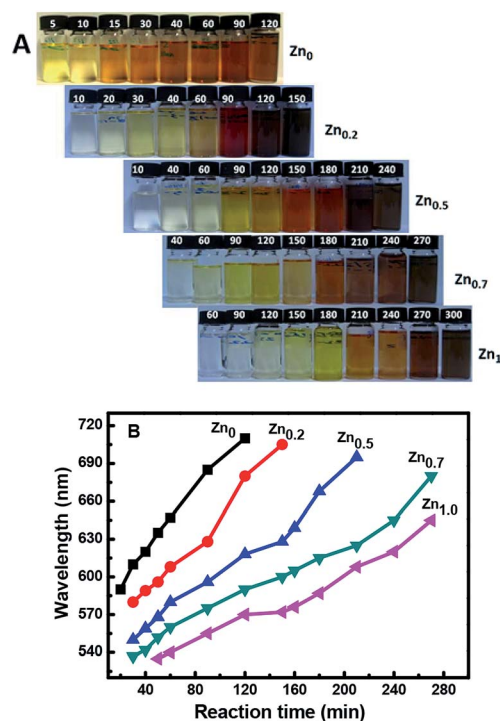 A
5 10 15 30 40 60 90 120 Zn₀
10 20 30 40 60 90 120 150 Zn₀.₂
10 40 60 90 120 150 180 210 240 Zn₀.₅
40 60 90 120 150 180 210 240 270 Zn₀.₇
60 90 120 150 180 210 240 270 300 Zn₁
B
Zn₀ Zn₀.₂ Zn₀.₅ Zn₀.₇ Zn₁.₀
Wavelength (nm)
720
690
660
630
600
570
540
40 80 120 160 200 240 280
Reaction time (min)